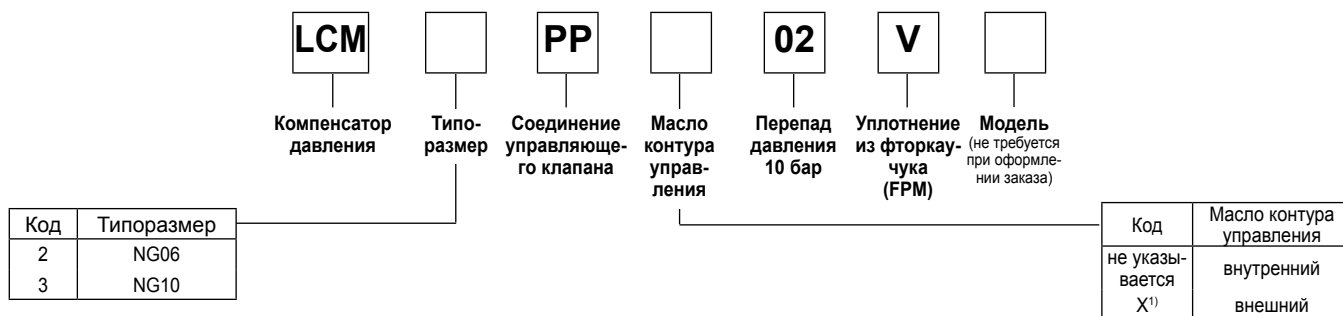 LCM PP 02 V
Компенсатор
давления
Типо-
размер
Соединение
управляюще-
го клапана
Масло
контура
управ-
ления
Перепад
давления
10 бар
Уплотнение
из фторкау-
чука
(FPM)
Модель
(не требуется
при оформле-
нии заказа)
Код Типоразмер
2 NG06
3 NG10
Код Масло контура
управления
не указы-
вается внутренний
X1) внешний